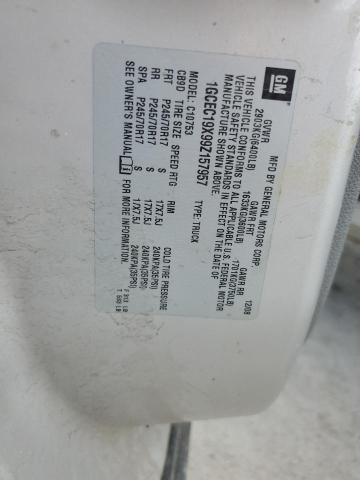 GM
MFD BY GENERAL MOTORS CORP.
12/08
GVWR GAWR FRT GAWR RR
2903KG(6400LB) 1633KG(3600LB) 1701KG(3750LB)
THIS VEHICLE CONFORMS TO ALL APPLICABLE U.S. FEDERAL MOTOR
VEHICLE SAFETY STANDARDS IN EFFECT ON THE DATE OF
MANUFACTURE SHOWN ABOVE.
1GCEC19X99Z157957 TYPE:TRUCK
MODEL: C10753
CB9D TIRE SIZE SPEED RTG RIM COLD TIRE PRESSURE
FRT P245/70R17 S 17X7.5J 240KPA(35PSI)
RR P245/70R17 S 17X7.5J 240KPA(35PSI)
SPA P245/70R17 S 17X7.5J 240KPA(35PSI)
SEE OWNER'S MANUAL FOR MORE INFORMATION.